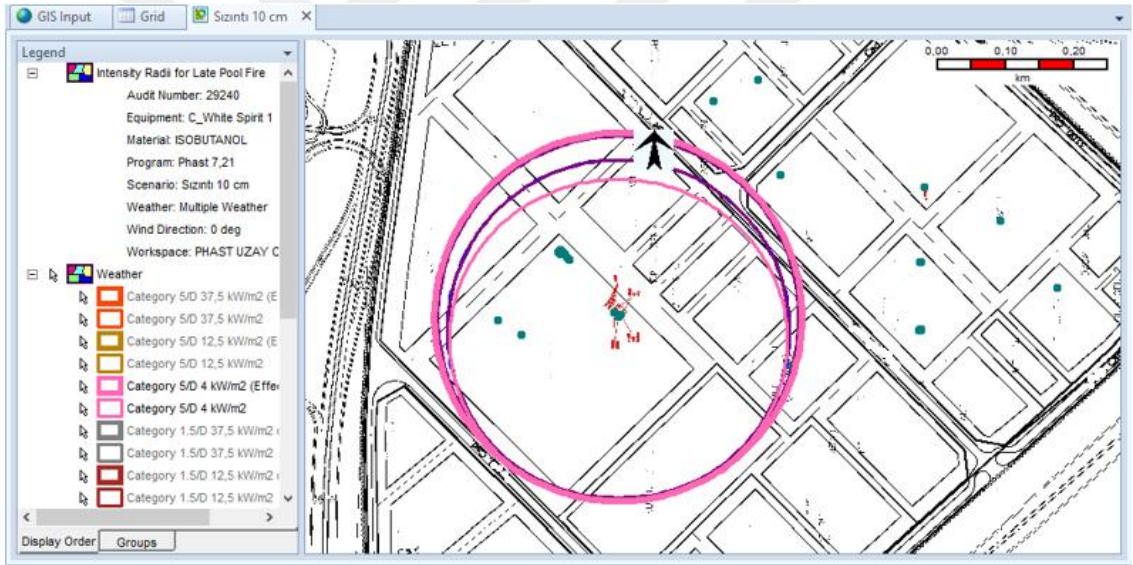 GIS Input
Grid
Sızıntı 10 cm
Legend
Intensity Radii for Late Pool Fire
Audit Number: 29240
Equipment: C_White Spirit 1
Material: ISOBUTANOL
Program: Phast 7,21
Scenario: Sızıntı 10 cm
Weather: Multiple Weather
Wind Direction: 0 deg
Workspace: PHAST UZAY C
Weather
Category 5/D 37,5 kW/m2 (E
Category 5/D 37,5 kW/m2
Category 5/D 12,5 kW/m2 (E
Category 5/D 12,5 kW/m2
Category 5/D 4 kW/m2 (Effe
Category 5/D 4 kW/m2
Category 1.5/D 37,5 kW/m2
Category 1.5/D 37,5 kW/m2
Category 1.5/D 12,5 kW/m2
Category 1.5/D 12,5 kW/m2
Display Order
Groups
0,00 0,10 0,20
km